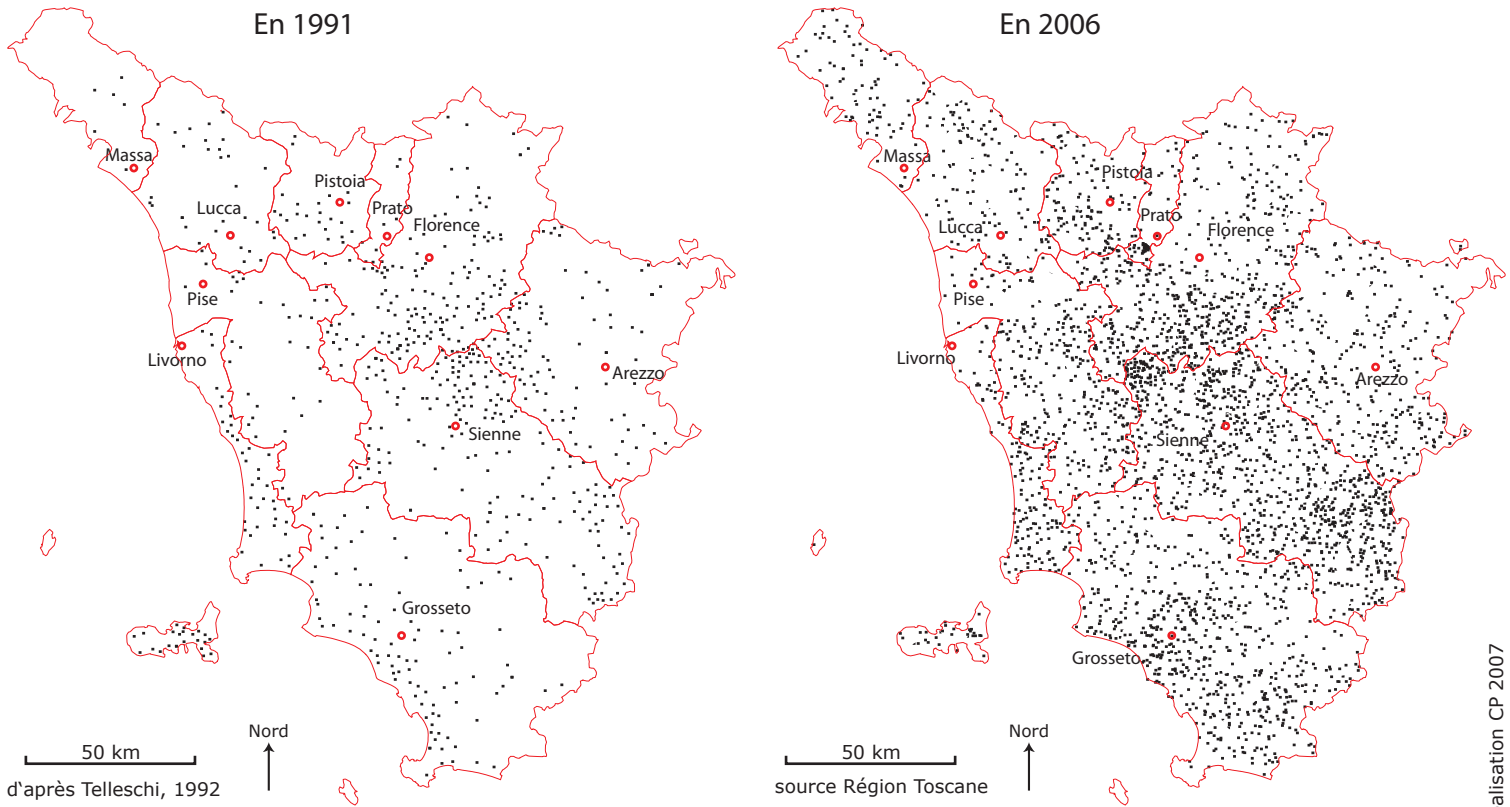 En 1991
Massa
Pistoia
Lucca
Prato
Florence
Pise
Livorno
Arezzo
Sienne
Grosseto
Nord
50 km
d'après Telleschi, 1992
En 2006
Massa
Pistoia
Prato
Lucca
Florence
Pise
Livorno
Arezzo
Sienne
Grosseto
Nord
50 km
source Région Toscane
alisation CP 2007